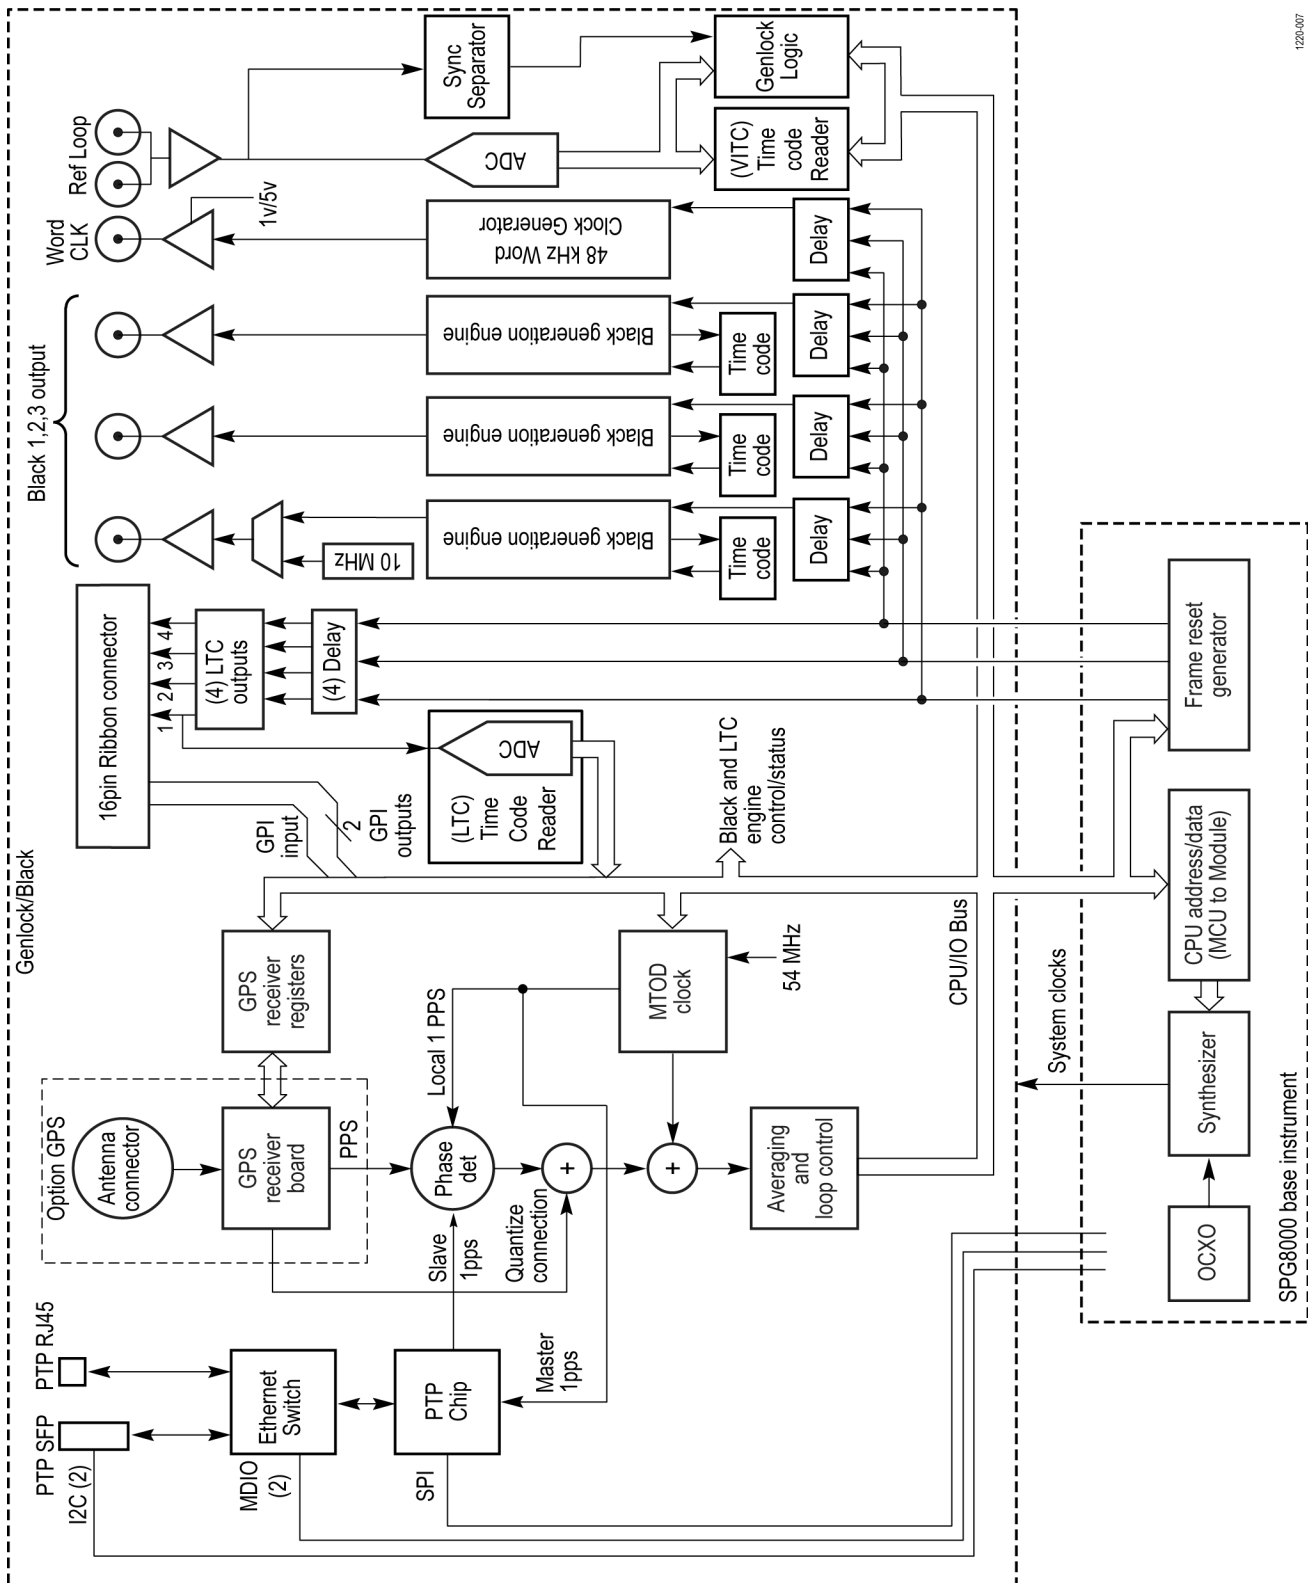 1220-007
Genlock/Black
Ref Loop
Sync
Separator
Genlock
Logic
ADC
(VITC)
Time
code
Reader
Word
CLK
1v/5v
48 kHz Word
Clock Generator
Delay
Black 1,2,3 output
Black generation engine
Time
code
Delay
Black generation engine
Time
code
Delay
10 MHz
Black generation engine
Time
code
Delay
16pin Ribbon connector
1
2
3
4
(4) LTC
outputs
(4) Delay
Frame reset
generator
GPI
input
2
GPI
outputs
ADC
(LTC)
Time
Code
Reader
Black and LTC
engine
control/status
CPU address/data
(MCU to Module)
GPS
receiver
registers
MTOD
clock
54 MHz
CPU/IO Bus
Local 1 PPS
System clocks
Synthesizer
Option GPS
Antenna
connector
GPS
receiver
board
PPS
Phase
det
+
+
Averaging
and
loop control
Slave
1pps
Quantize
connection
OCXO
SPG8000 base instrument
PTP RJ45
PTP SFP
Ethernet
Switch
PTP
Chip
Master
1pps
I2C (2)
MDIO
(2)
SPI